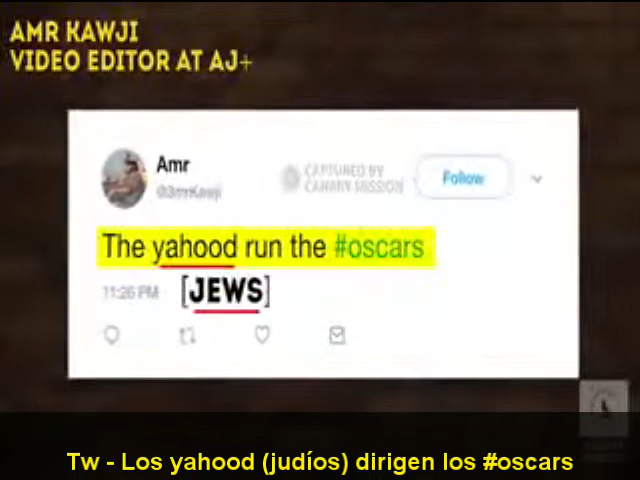 AMR KAWJI
VIDEO EDITOR AT AJ+
Amr
@3mrKawji
CAPTURED BY
CANARY MISSION
Follow
The yahood run the #oscars
11:26 PM
[JEWS]
Tw - Los yahood (judíos) dirigen los #oscars